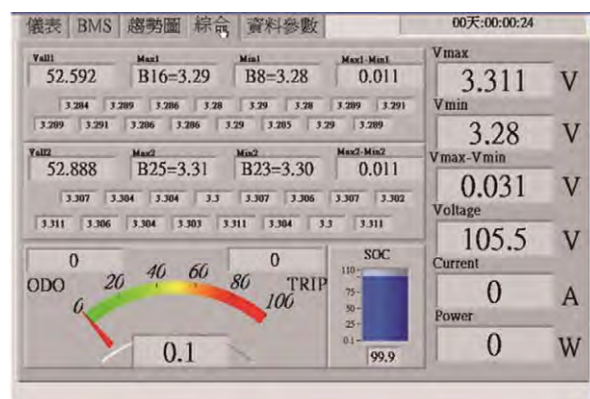 儀表 BMS 趨勢圖 綜合 資料參數 00天:00:00:24
Vall1 Max1 Min1 Max1-Min1
52.592 B16=3.29 B8=3.28 0.011
3.284 3.289 3.286 3.28 3.29 3.28 3.289 3.291
3.289 3.291 3.286 3.286 3.29 3.285 3.29 3.289
Vall2 Max2 Min2 Max2-Min2
52.888 B25=3.31 B23=3.30 0.011
3.307 3.304 3.304 3.3 3.307 3.306 3.307 3.302
3.311 3.306 3.304 3.303 3.311 3.304 3.3 3.311
Vmax
3.311 V
Vmin
3.28 V
Vmax-Vmin
0.031 V
Voltage
105.5 V
Current
0 A
Power
0 W
0 0
ODO TRIP
0 20 40 60 80 100
0.1
SOC
110
75
50
25
0.1
99.9